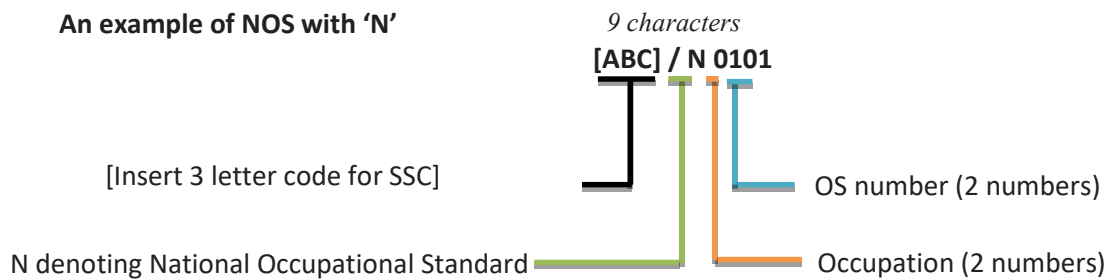 An example of NOS with ‘N’
9 characters
[ABC] / N 0101
[Insert 3 letter code for SSC]
OS number (2 numbers)
N denoting National Occupational Standard
Occupation (2 numbers)